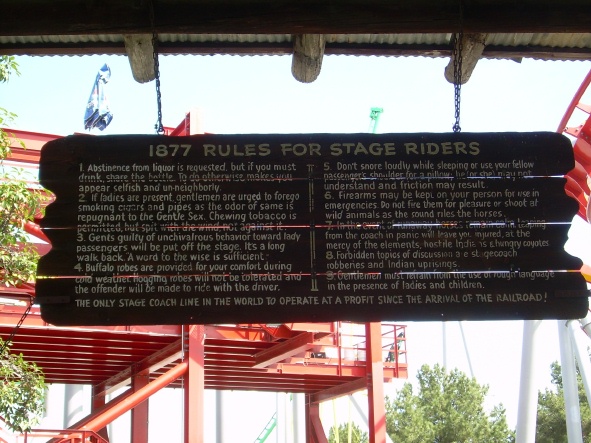 1877 RULES FOR STAGE RIDERS
1. Abstinence from liquor is requested, but if you must
drink, share the bottle. To do otherwise makes you
appear selfish and un-neighborly.
2. If ladies are present, gentlemen are urged to forego
smoking cigars and pipes as the odor of same is
repugnant to the Gentle Sex. Chewing tobacco is
permitted, but spit with the wind, not against it.
3. Gents guilty of unchivalrous behavior toward lady
passengers will be put off the stage. Its a long
walk back. A word to the wise is sufficient.
4. Buffalo robes are provided for your comfort during
cold weather. Hogging robes will not be tolerated and
the offender will be made to ride with the driver.
5. Don't snore loudly while sleeping or use your fellow
passenger's shoulder for a pillow; he (or she) may not
understand and friction may result.
6. Firearms may be kept on your person for use in
emergencies. Do not fire them for pleasure or shoot at
wild animals as the sound riles the horses.
7. In the event of runaway horses, remain calm. Leaping
from the coach in panic will leave you injured, at the
mercy of the elements, hostile Indians & hungry coyotes
8. Forbidden topics of discussion are stagecoach
robberies and Indian uprisings.
9. Gentlemen must refrain from the use of rough language
in the presence of ladies and children.
THE ONLY STAGE COACH LINE IN THE WORLD TO OPERATE AT A PROFIT SINCE THE ARRIVAL OF THE RAILROAD!